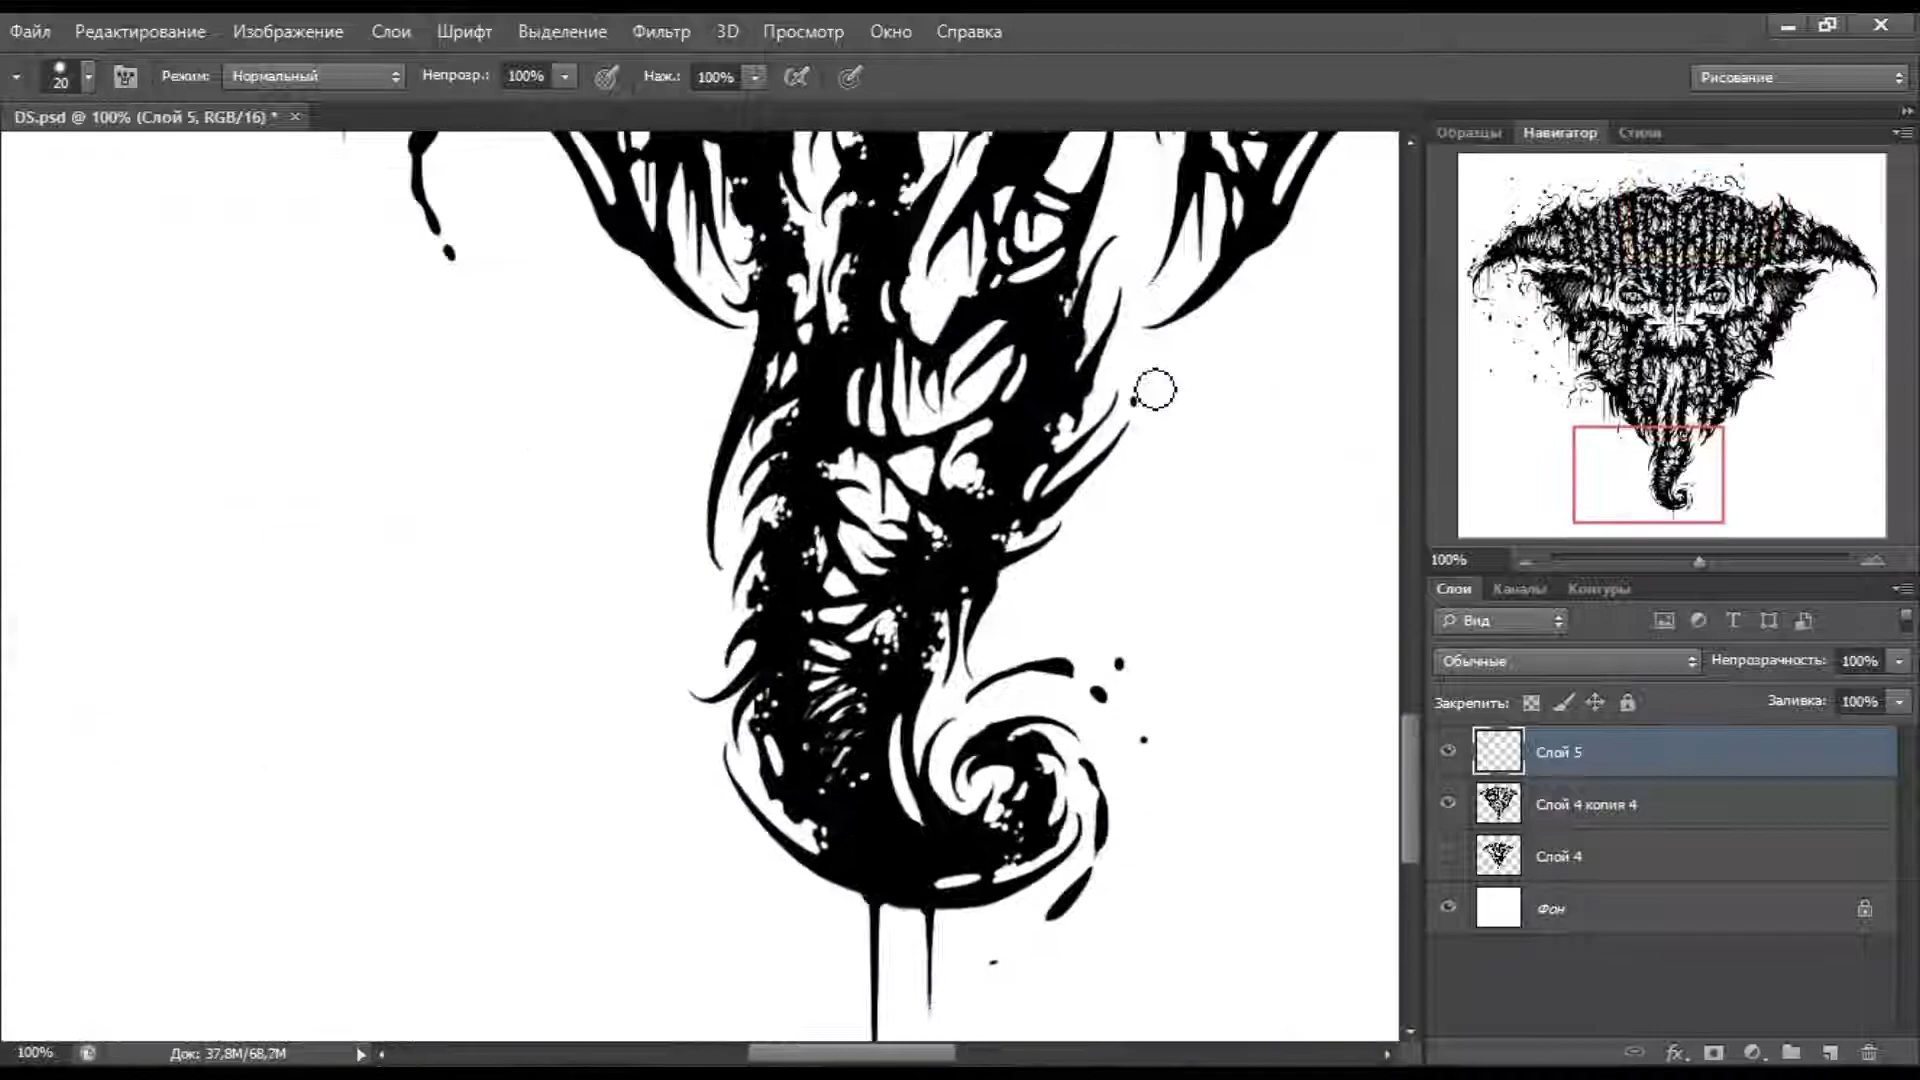 Файл Редактирование Изображение Слои Шрифт Выделение Фильтр 3D Просмотр Окно Справка
20 Режим: Нормальный Непрозр.: 100% Наж.: 100% Рисование
DS.psd @ 100% (Слой 5, RGB/16) * ×
Образцы Навигатор Стили
100%
Слои Каналы Контуры
Вид
Обычные Непрозрачность: 100%
Закрепить: Заливка: 100%
Слой 5
Слой 4 копия 4
Слой 4
Фон
100% Док: 37,8M/68,7M
fx